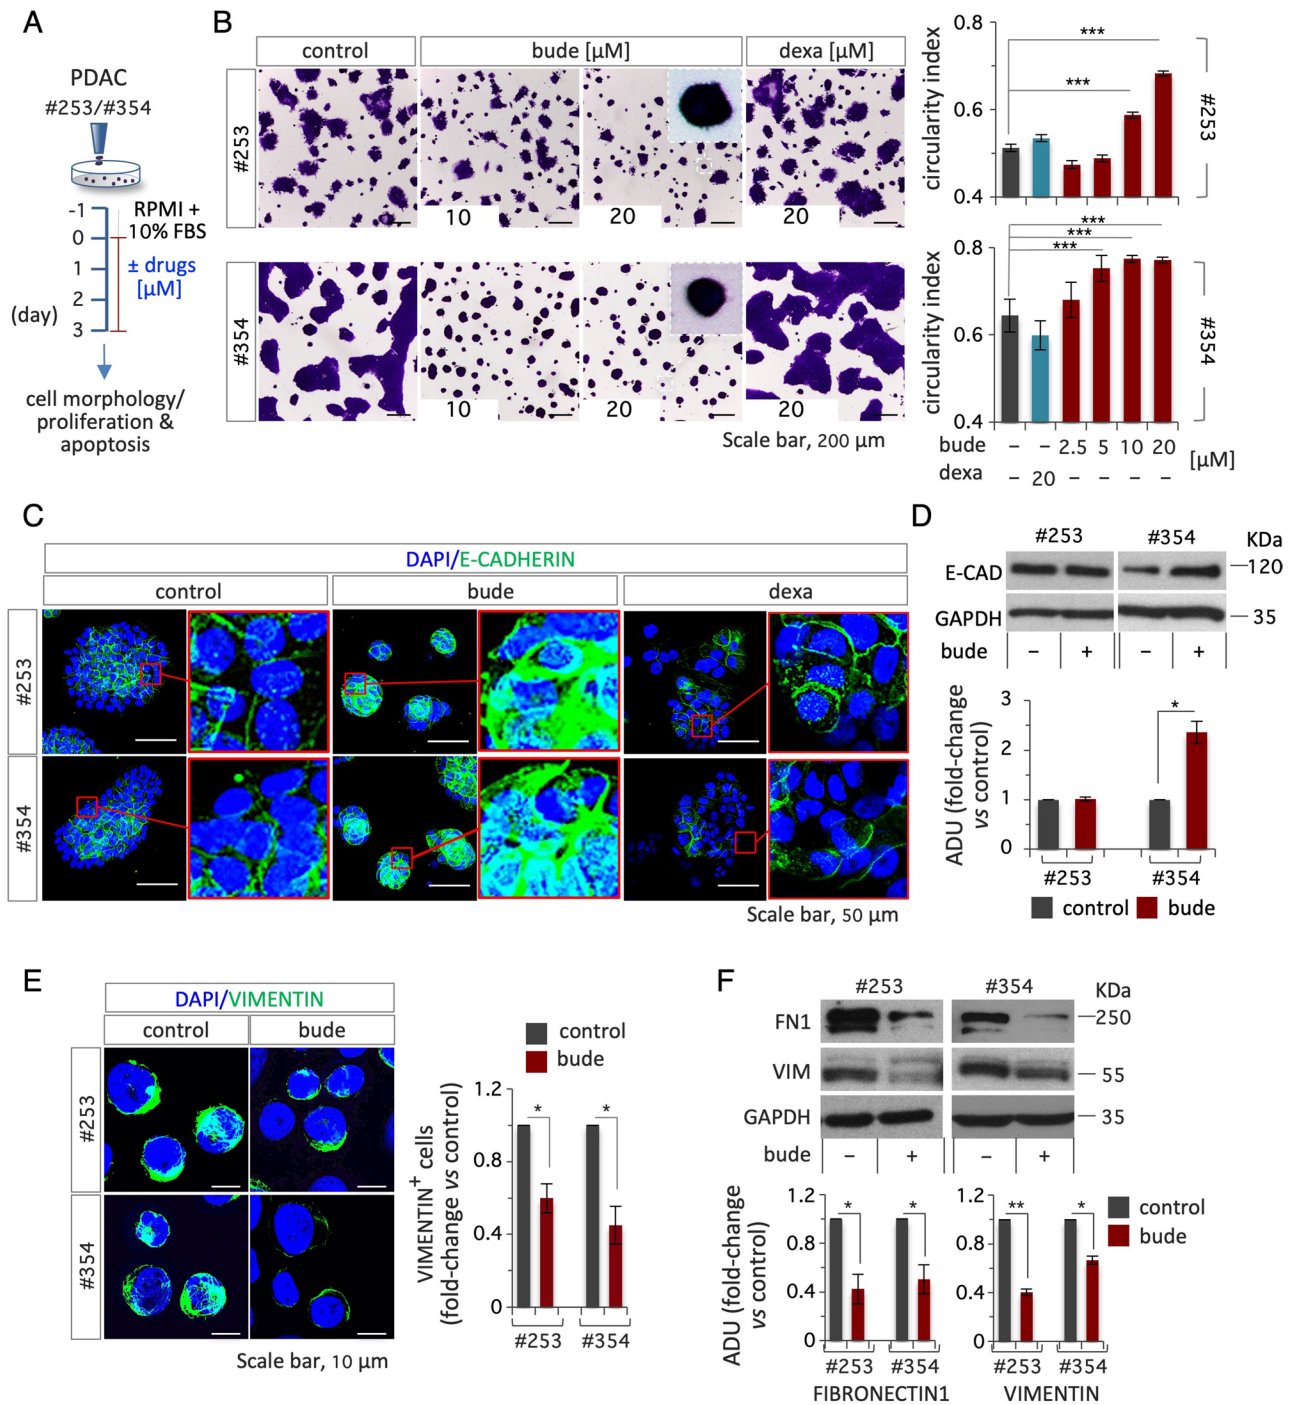 A
PDAC
#253/#354
-1
0
1
2
3
(day)
RPMI +
10% FBS
± drugs
[µM]
cell morphology/
proliferation &
apoptosis
B
control
bude [µM]
dexa [µM]
#253
10
20
20
#354
10
20
20
Scale bar, 200 µm
circularity index
0.8
0.6
0.4
***
***
#253
circularity index
0.8
0.6
0.4
***
***
***
#354
bude – – 2.5 5 10 20
dexa – 20 – – – –
[µM]
C
DAPI/E-CADHERIN
control
bude
dexa
#253
#354
Scale bar, 50 µm
D
#253
#354
KDa
E-CAD
120
GAPDH
35
bude – + – +
ADU (fold-change
vs control)
3
2
1
0
*
#253
#354
control
bude
E
DAPI/VIMENTIN
control
bude
#253
#354
Scale bar, 10 µm
control
bude
VIMENTIN+ cells
(fold-change vs control)
1.2
0.8
0.4
0
*
*
#253
#354
F
#253
#354
KDa
FN1
250
VIM
55
GAPDH
35
bude – + – +
ADU (fold-change
vs control)
1.2
0.8
0.4
0
*
*
#253
#354
FIBRONECTIN1
1.2
0.8
0.4
0
**
*
#253
#354
VIMENTIN
control
bude